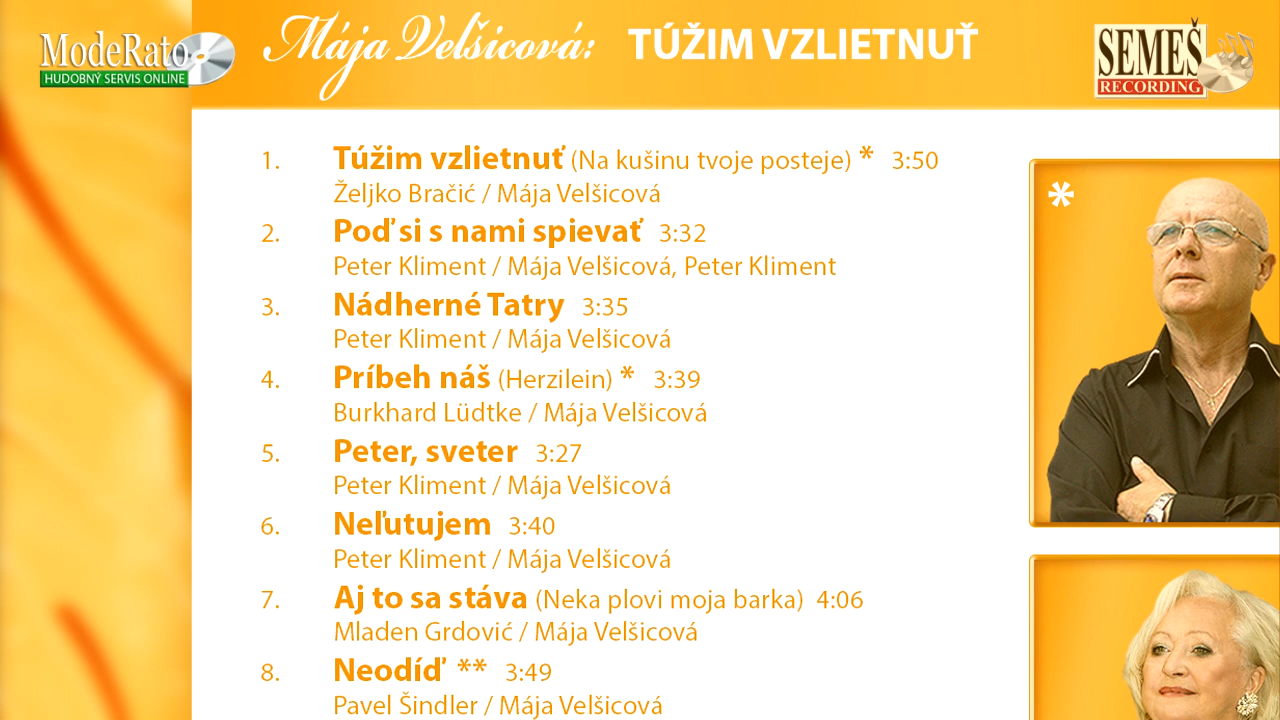 ModeRato
HUDOBNÝ SERVIS ONLINE
Mája Velšicová: TÚŽIM VZLIETNUŤ
SEMEŠ
RECORDING
1. Túžim vzlietnuť (Na kušinu tvoje posteje) * 3:50
Željko Bračić / Mája Velšicová
2. Poď si s nami spievať 3:32
Peter Kliment / Mája Velšicová, Peter Kliment
3. Nádherné Tatry 3:35
Peter Kliment / Mája Velšicová
4. Príbeh náš (Herzilein) * 3:39
Burkhard Lüdtke / Mája Velšicová
5. Peter, sveter 3:27
Peter Kliment / Mája Velšicová
6. Neľutujem 3:40
Peter Kliment / Mája Velšicová
7. Aj to sa stáva (Neka plovi moja barka) 4:06
Mladen Grdović / Mája Velšicová
8. Neodíď ** 3:49
Pavel Šindler / Mája Velšicová
*